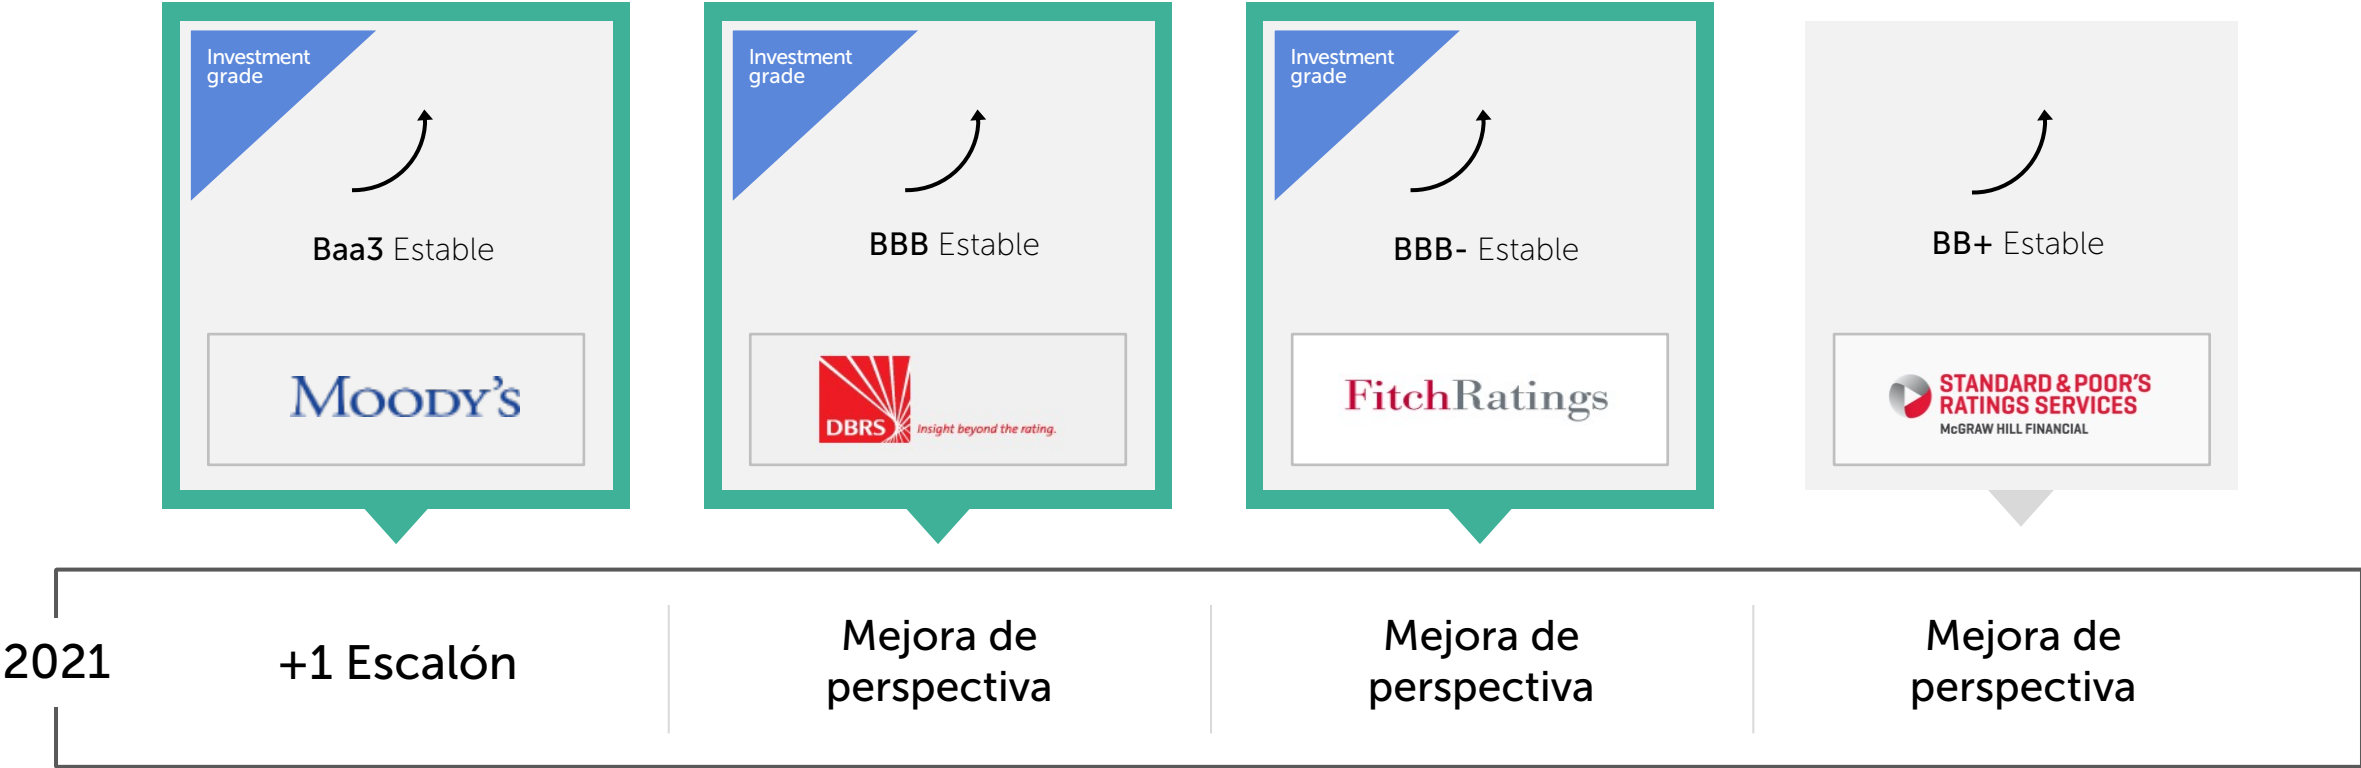 Investment
grade
Baa3 Estable
MOODY'S
Investment
grade
BBB Estable
DBRS
Insight beyond the rating.
Investment
grade
BBB- Estable
FitchRatings
BB+ Estable
STANDARD & POOR'S
RATINGS SERVICES
McGRAW HILL FINANCIAL
2021
+1 Escalón
Mejora de
perspectiva
Mejora de
perspectiva
Mejora de
perspectiva